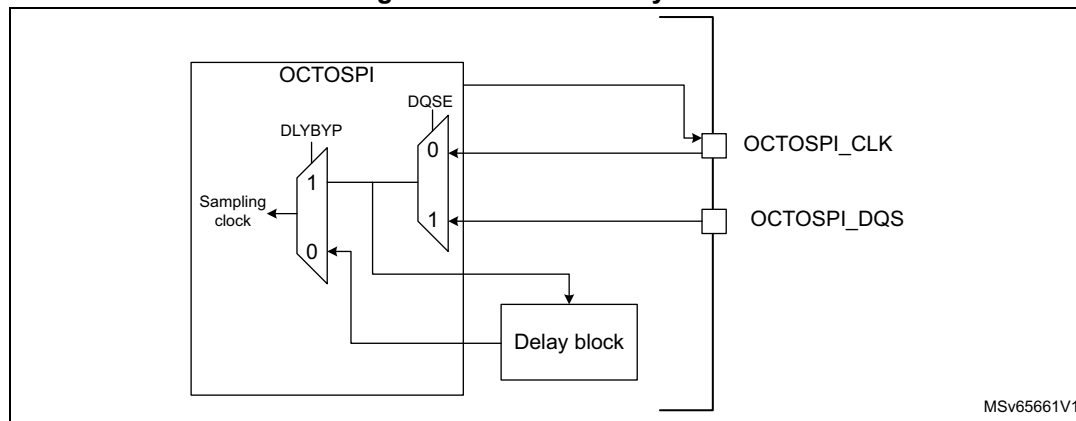 OCTOSPI
DQSE
DLYBYP
0
OCTOSPI_CLK
1
Sampling
clock
1
OCTOSPI_DQS
0
Delay block
MSv65661V1